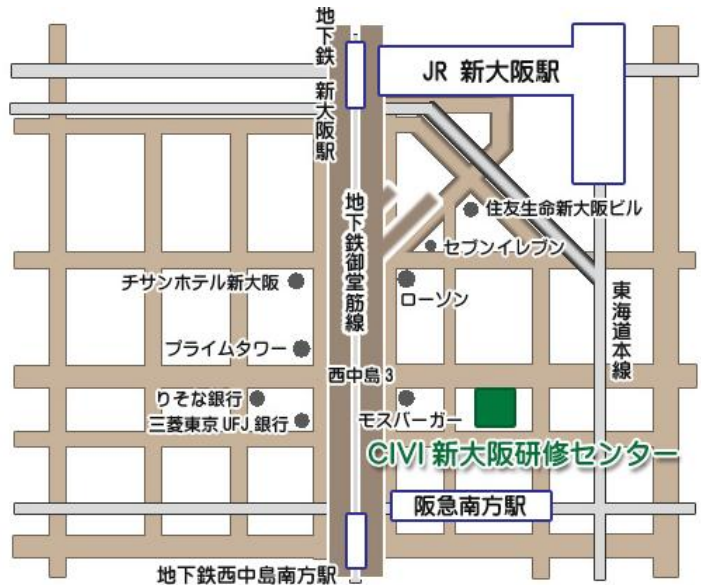 地下鉄 新大阪駅
JR 新大阪駅
住友生命新大阪ビル
地下鉄御堂筋線
セブンイレブン
チサンホテル新大阪
ローソン
東海道本線
プライムタワー
西中島3
りそな銀行
三菱東京UFJ銀行
モスバーガー
CIVI 新大阪研修センター
阪急南方駅
地下鉄西中島南方駅